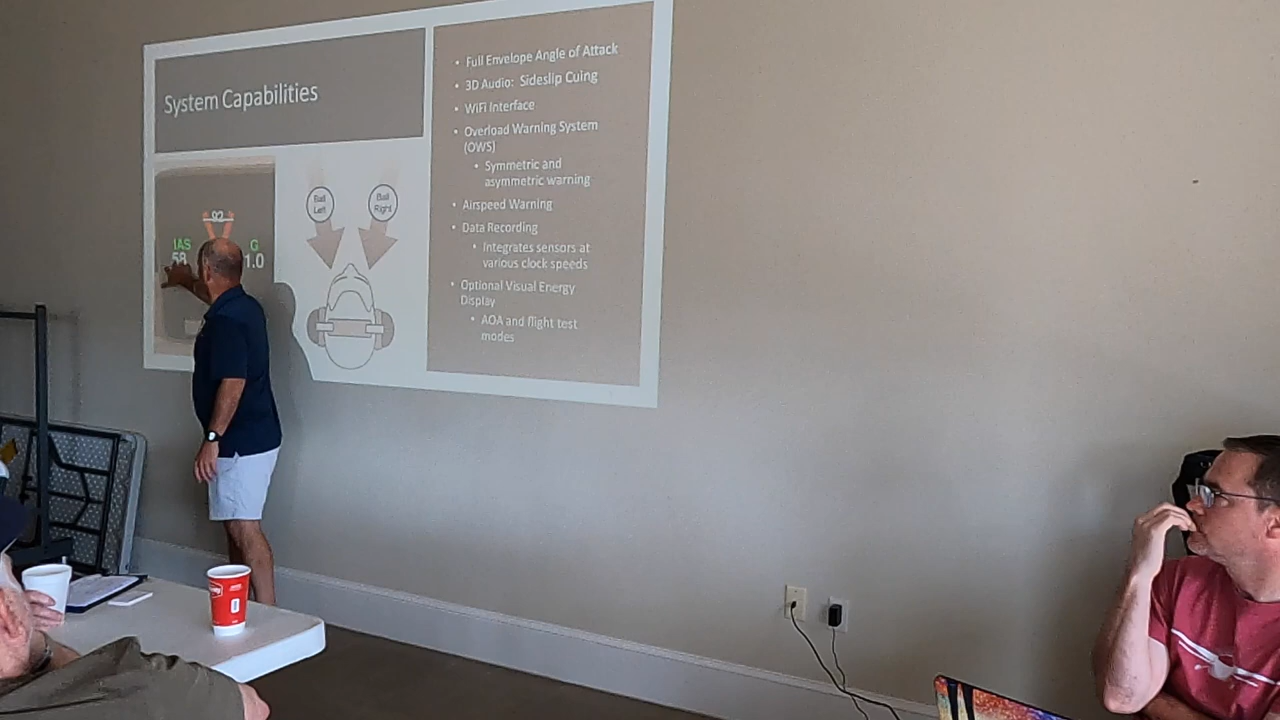 System Capabilities
92
IAS
G
58
1.0
Ball
Left
Ball
Right
• Full Envelope Angle of Attack
• 3D Audio: Sideslip Cuing
• WiFi Interface
• Overload Warning System
(OWS)
• Symmetric and
asymmetric warning
• Airspeed Warning
• Data Recording
• Integrates sensors at
various clock speeds
• Optional Visual Energy
Display
• AOA and flight test
modes